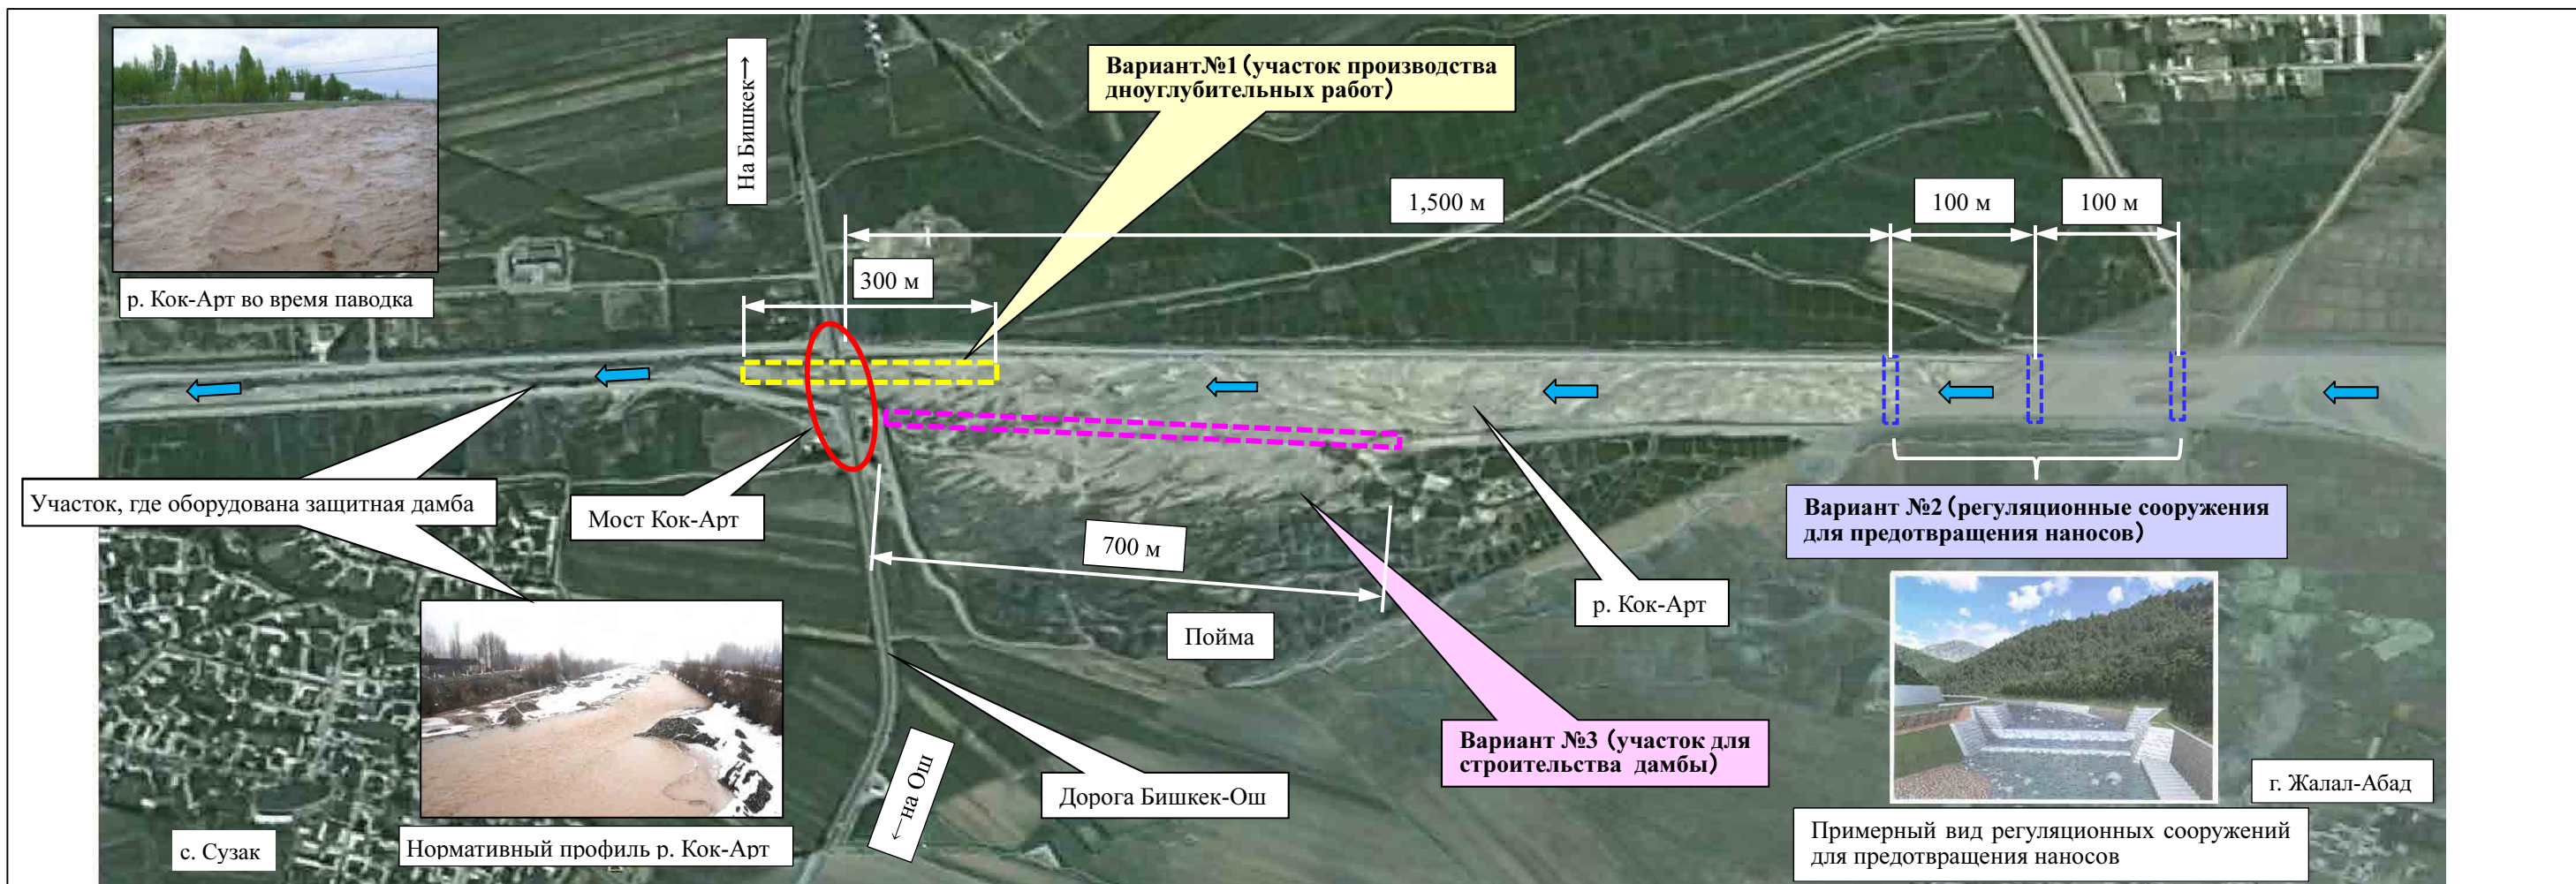 На Бишкек→
Вариант№1 (участок производства
дноуглубительных работ)
1,500 м
100 м
100 м
300 м
р. Кок-Арт во время паводка
Участок, где оборудована защитная дамба
Мост Кок-Арт
700 м
Пойма
р. Кок-Арт
Вариант №2 (регуляционные сооружения
для предотвращения наносов)
Вариант №3 (участок для
строительства дамбы)
←на Ош
Дорога Бишкек-Ош
г. Жалал-Абад
с. Сузак
Нормативный профиль р. Кок-Арт
Примерный вид регуляционных сооружений
для предотвращения наносов